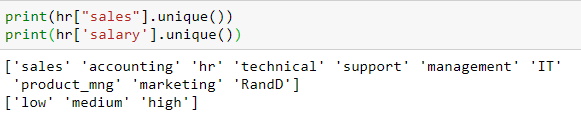 print(hr["sales"].unique())
print(hr['salary'].unique())
['sales' 'accounting' 'hr' 'technical' 'support' 'management' 'IT'
 'product_mng' 'marketing' 'RandD']
['low' 'medium' 'high']